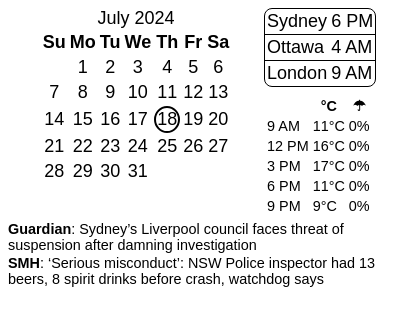 July 2024
Su Mo Tu We Th Fr Sa
1 2 3 4 5 6
7 8 9 10 11 12 13
14 15 16 17 18 19 20
21 22 23 24 25 26 27
28 29 30 31
Sydney 6 PM
Ottawa 4 AM
London 9 AM
°C ☂
9 AM 11°C 0%
12 PM 16°C 0%
3 PM 17°C 0%
6 PM 11°C 0%
9 PM 9°C 0%
Guardian: Sydney’s Liverpool council faces threat of
suspension after damning investigation
SMH: ‘Serious misconduct’: NSW Police inspector had 13
beers, 8 spirit drinks before crash, watchdog says